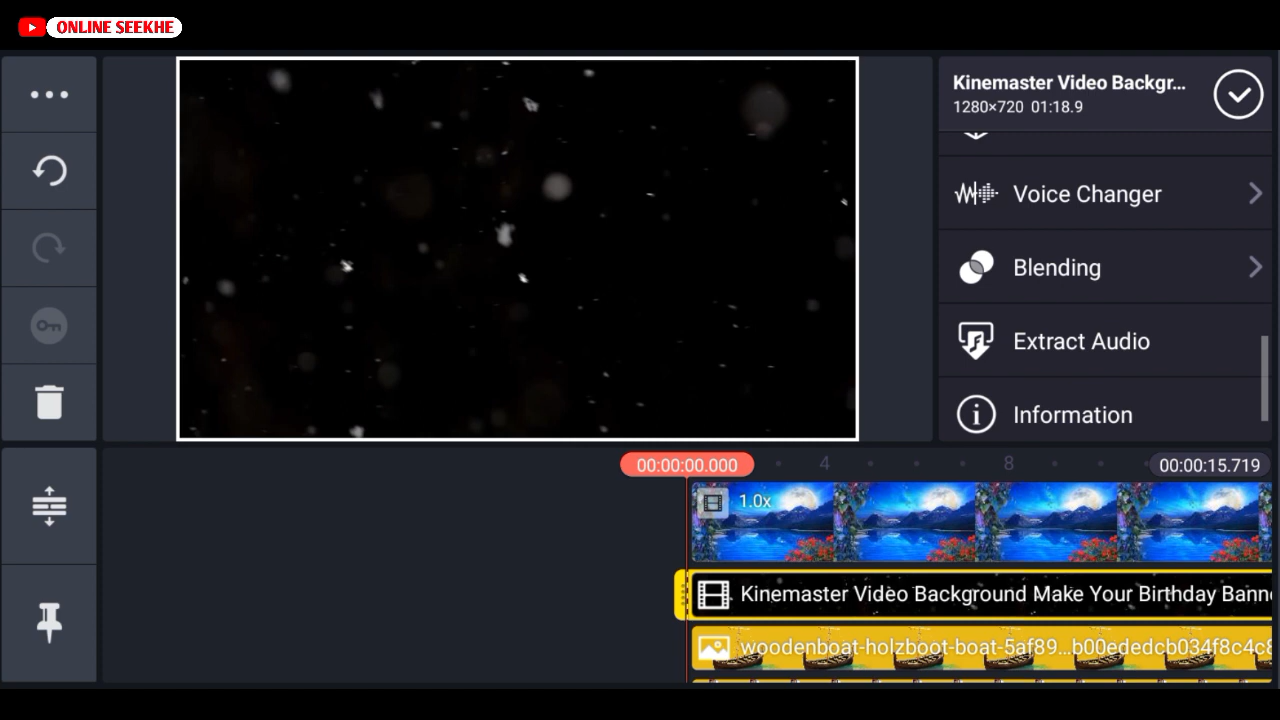 ONLINE SEEKHE
Kinemaster Video Backgr...
1280×720 01:18.9
Voice Changer
Blending
Extract Audio
Information
00:00:00.000
4
8
00:00:15.719
1.0x
Kinemaster Video Background Make Your Birthday Bann
woodenboat-holzboot-boat-5af89...b00ededcb034f8c4c8